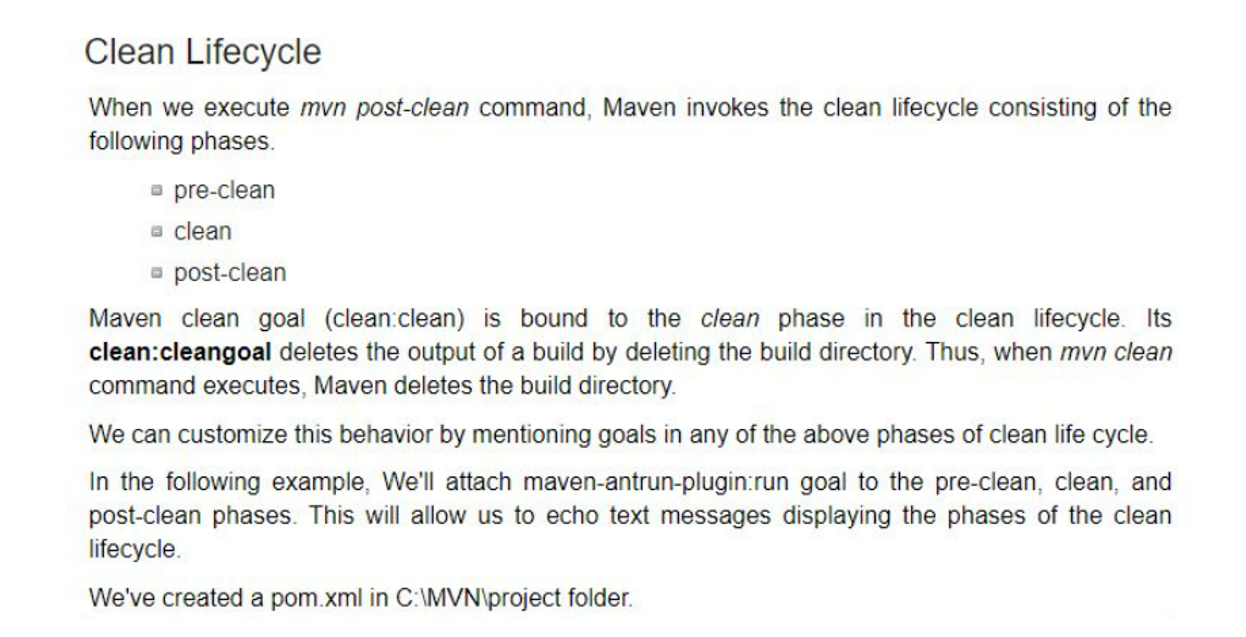 Clean Lifecycle
When we execute mvn post-clean command, Maven invokes the clean lifecycle consisting of the
following phases.
pre-clean
clean
post-clean
Maven clean goal (clean:clean) is bound to the clean phase in the clean lifecycle. Its
clean:cleangoal deletes the output of a build by deleting the build directory. Thus, when mvn clean
command executes, Maven deletes the build directory.
We can customize this behavior by mentioning goals in any of the above phases of clean life cycle.
In the following example, We'll attach maven-antrun-plugin:run goal to the pre-clean, clean, and
post-clean phases. This will allow us to echo text messages displaying the phases of the clean
lifecycle.
We've created a pom.xml in C:\MVN\project folder.